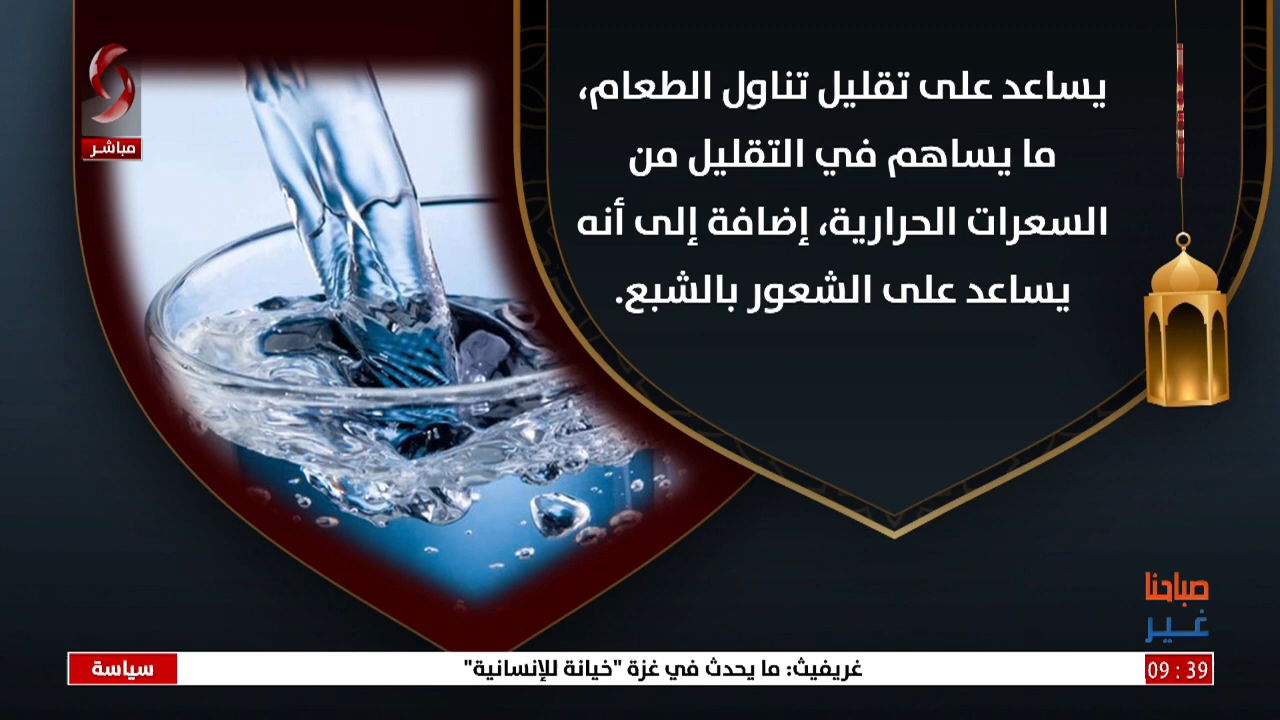 يساعد على تقليل تناول الطعام،
ما يساهم في التقليل من
السعرات الحرارية، إضافة إلى أنه
يساعد على الشعور بالشبع.
مباشر
صباحنا
غير
سياسة
غريفيث: ما يحدث في غزة "خيانة للإنسانية"
09 : 39